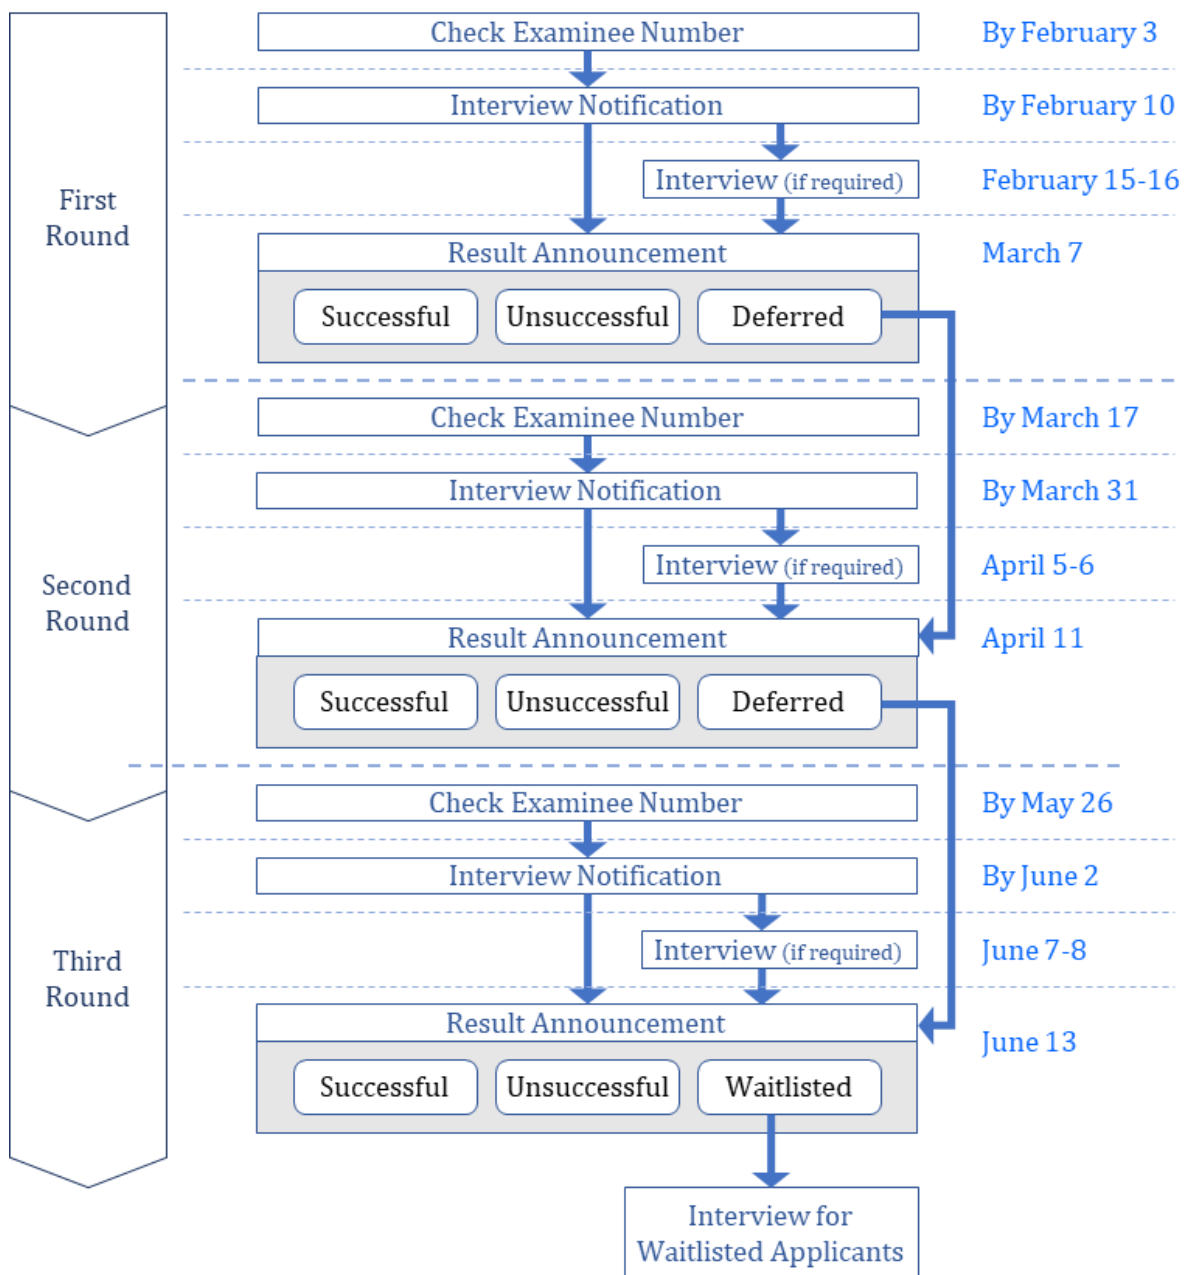 Check Examinee Number
By February 3
Interview Notification
By February 10
Interview (if required)
February 15-16
First
Round
Result Announcement
March 7
Successful
Unsuccessful
Deferred
Check Examinee Number
By March 17
Interview Notification
By March 31
Interview (if required)
April 5-6
Second
Round
Result Announcement
April 11
Successful
Unsuccessful
Deferred
Check Examinee Number
By May 26
Interview Notification
By June 2
Interview (if required)
June 7-8
Third
Round
Result Announcement
June 13
Successful
Unsuccessful
Waitlisted
Interview for
Waitlisted Applicants